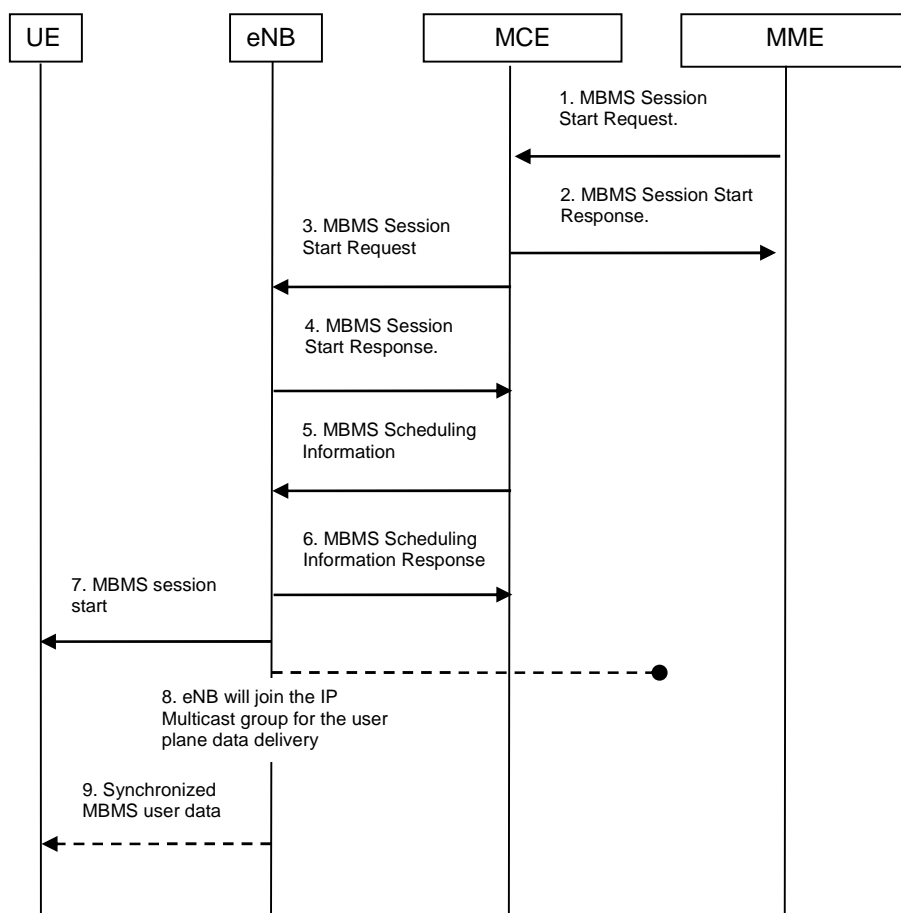 UE
eNB
MCE
MME
1. MBMS Session
Start Request.
2. MBMS Session Start
Response.
3. MBMS Session
Start Request
4. MBMS Session
Start Response.
5. MBMS Scheduling
Information
6. MBMS Scheduling
Information Response
7. MBMS session
start
8. eNB will join the IP
Multicast group for the user
plane data delivery
9. Synchronized
MBMS user data